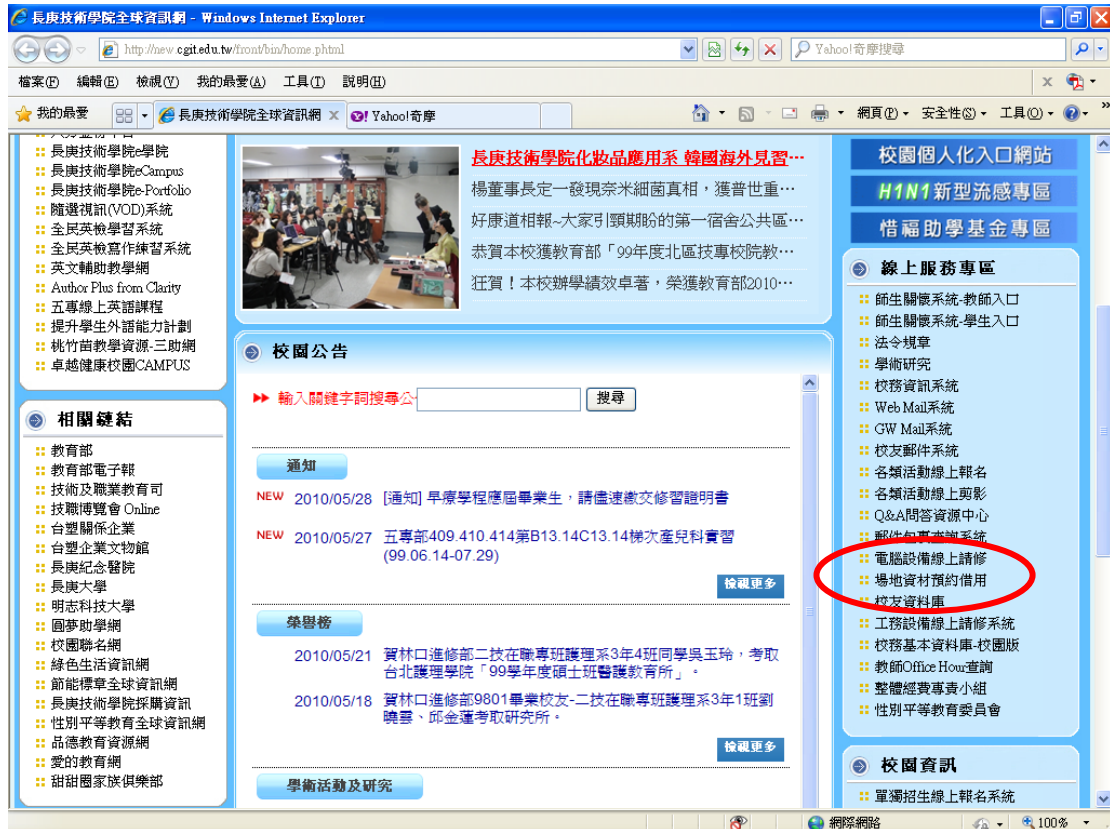 長庚技術學院全球資訊網 - Windows Internet Explorer
http://new.cgit.edu.tw/front/bin/home.phtml
Yahoo!奇摩搜尋
檔案(F) 編輯(E) 檢視(V) 我的最愛(A) 工具(T) 說明(H)
我的最愛
長庚技術學院全球資訊網
Yahoo!奇摩
網頁(P)
安全性(S)
工具(O)
長庚技術學院e學院
長庚技術學院eCampus
長庚技術學院e-Portfolio
隨選視訊(VOD)系統
全民英檢學習系統
全民英檢寫作練習系統
英文輔助教學網
Author Plus from Clarity
五專線上英語課程
提升學生外語能力計劃
桃竹苗教學資源-三助網
卓越健康校園CAMPUS
相關鏈結
教育部
教育部電子報
技術及職業教育司
技職博覽會 Online
台塑關係企業
台塑企業文物館
長庚紀念醫院
長庚大學
明志科技大學
圓夢助學網
校園聯名網
綠色生活資訊網
節能標章全球資訊網
長庚技術學院採購資訊
性別平等教育全球資訊網
品德教育資源網
愛的教育網
甜甜圈家族俱樂部
長庚技術學院化妝品應用系 韓國海外見習…
楊董事長定一發現奈米細菌真相，獲普世重…
好康道相報~大家引頸期盼的第一宿舍公共區…
恭賀本校獲教育部「99年度北區技專校院教…
狂賀！本校辦學績效卓著，榮獲教育部2010…
校園公告
輸入關鍵字詞搜尋公
搜尋
通知
NEW 2010/05/28 [通知] 早療學程應屆畢業生，請儘速繳交修習證明書
NEW 2010/05/27 五專部409.410.414第B13.14C13.14梯次產兒科實習
(99.06.14-07.29)
檢視更多
榮譽榜
2010/05/21 賀林口進修部二技在職專班護理系3年4班同學吳玉玲，考取
台北護理學院「99學年度碩士班醫護教育所」。
2010/05/18 賀林口進修部9801畢業校友-二技在職專班護理系3年1班劉
曉雲、邱金蓮考取研究所。
檢視更多
學術活動及研究
校園個人化入口網站
H1N1新型流感專區
惜福助學基金專區
線上服務專區
師生關懷系統-教師入口
師生關懷系統-學生入口
法令規章
學術研究
校務資訊系統
Web Mail系統
GW Mail系統
校友郵件系統
各類活動線上報名
各類活動線上剪影
Q&A問答資源中心
郵件包裹查詢系統
電腦設備線上請修
場地資材預約借用
校友資料庫
工務設備線上請修系統
校務基本資料庫-校園版
教師Office Hour查詢
整體經費專責小組
性別平等教育委員會
校園資訊
單獨招生線上報名系統
網際網路
100%